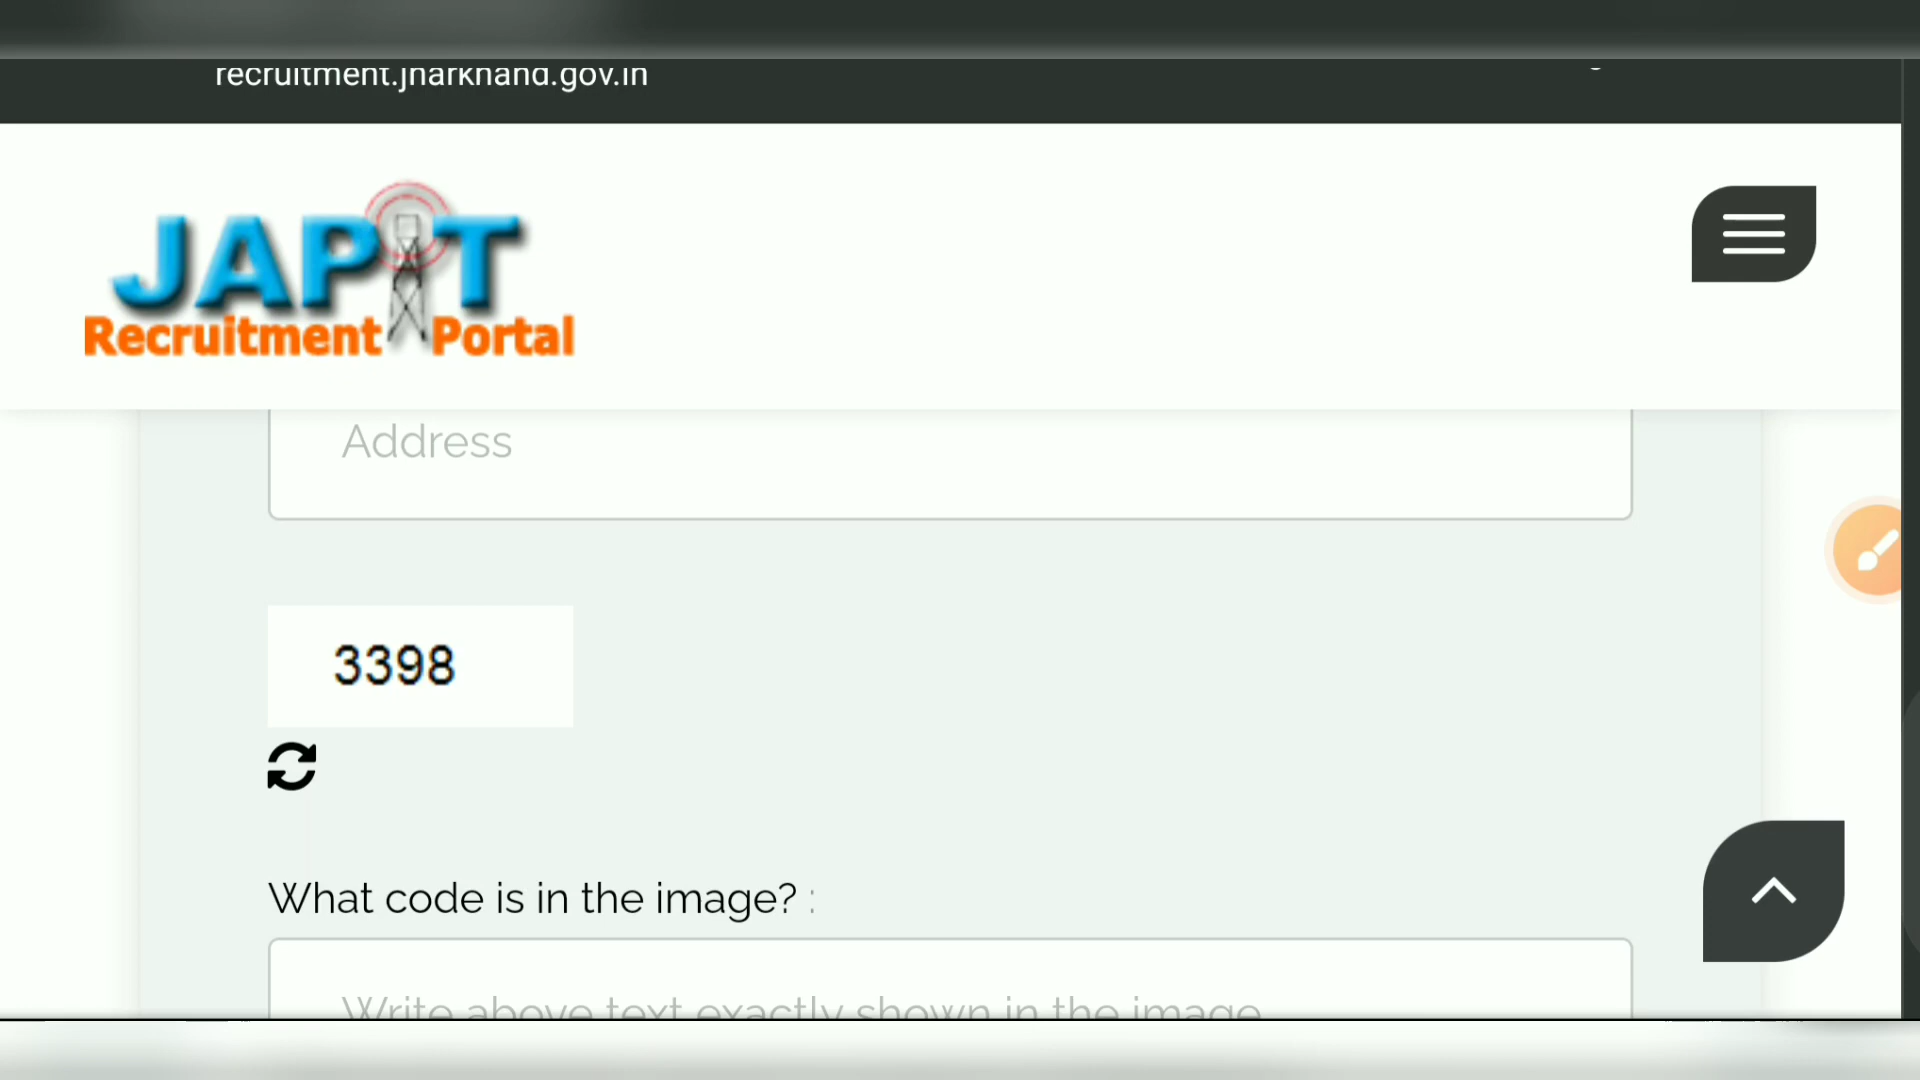 recruitment.jharkhand.gov.in
JAPIT
Recruitment Portal
Address
3398
What code is in the image? :
Write above text exactly shown in the image